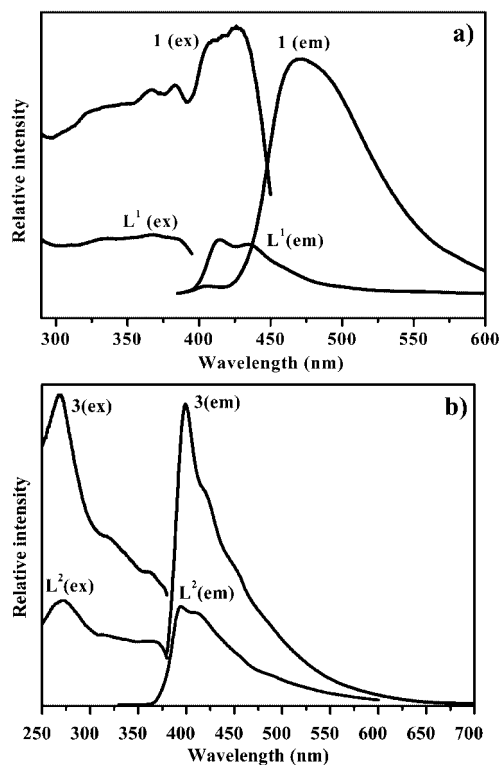 1 (ex)
1 (em)
a)
L¹ (ex)
L¹(em)
Relative intensity
300 350 400 450 500 550 600
Wavelength (nm)
3(ex)
3(em)
b)
L²(ex)
L²(em)
Relative intensity
250 300 350 400 450 500 550 600 650 700
Wavelength (nm)